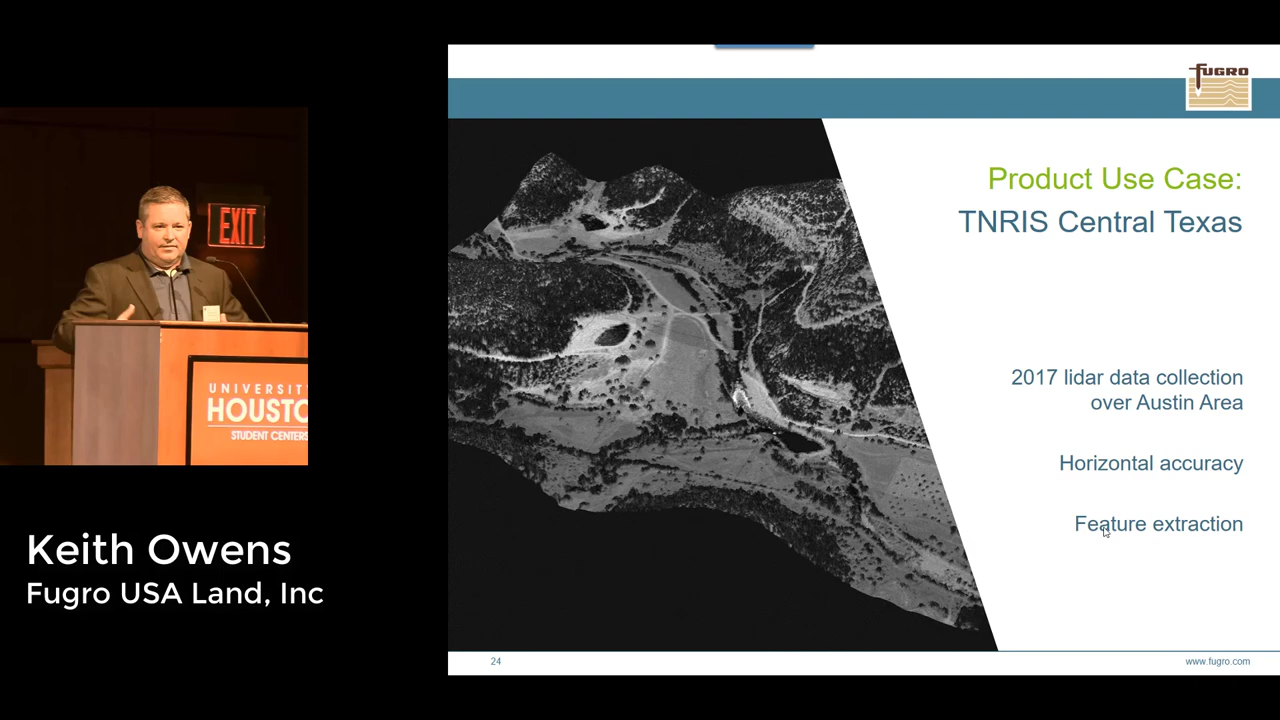 EXIT
UNIVERSIT
HOUSTO
STUDENT CENTERS
Keith Owens
Fugro USA Land, Inc
FUGRO
Product Use Case:
TNRIS Central Texas
2017 lidar data collection
over Austin Area
Horizontal accuracy
Feature extraction
24
www.fugro.com